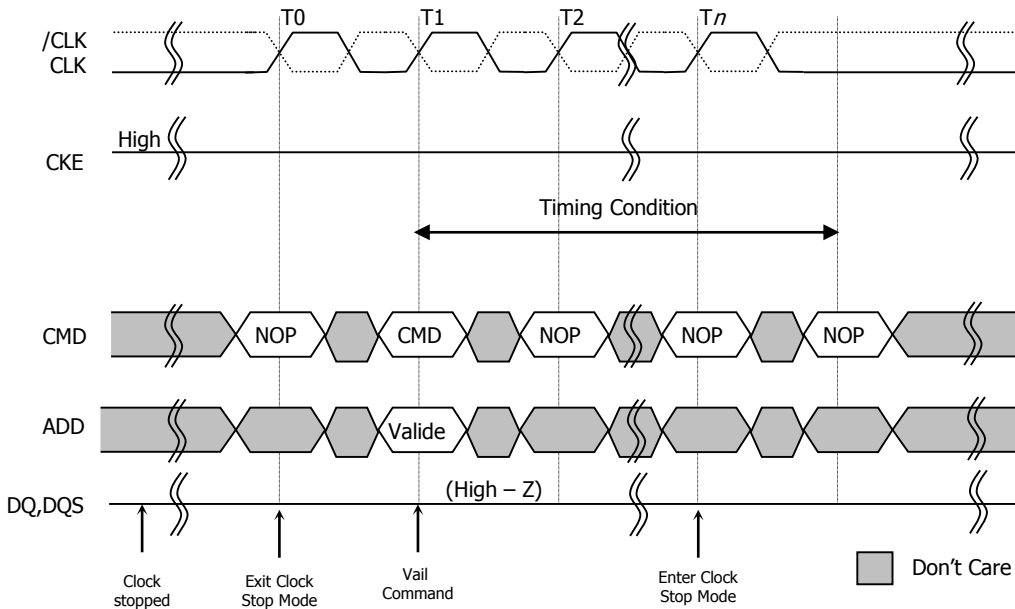 T0 T1 T2 Tn
/CLK
CLK
High
CKE
Timing Condition
CMD NOP CMD NOP NOP NOP
ADD Valide
(High – Z)
DQ,DQS
Clock
stopped
Exit Clock
Stop Mode
Vail
Command
Enter Clock
Stop Mode
Don't Care